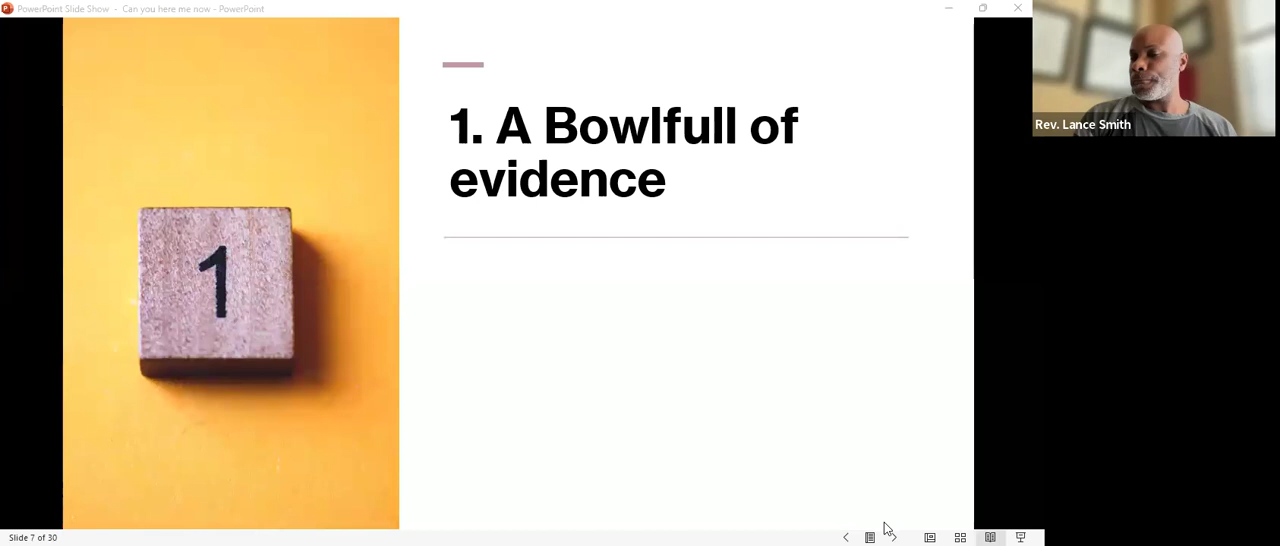 PowerPoint Slide Show - Can you here me now - PowerPoint
Rev. Lance Smith
1. A Bowlfull of
evidence
1
Slide 7 of 30